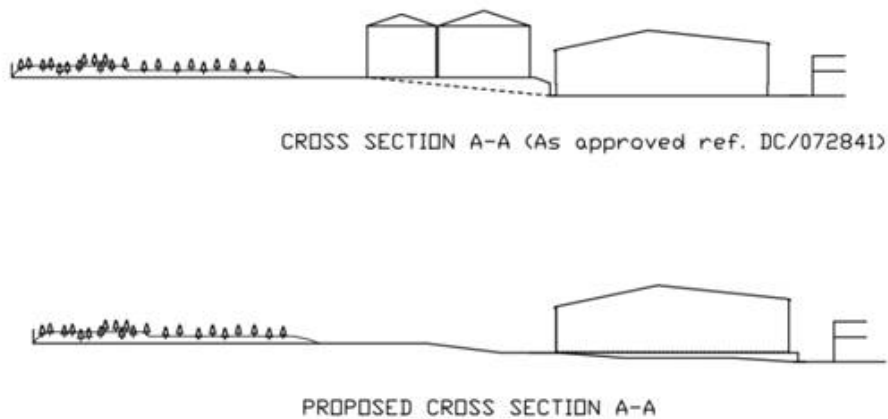 CROSS SECTION A-A (As approved ref. DC/072841)
PROPOSED CROSS SECTION A-A